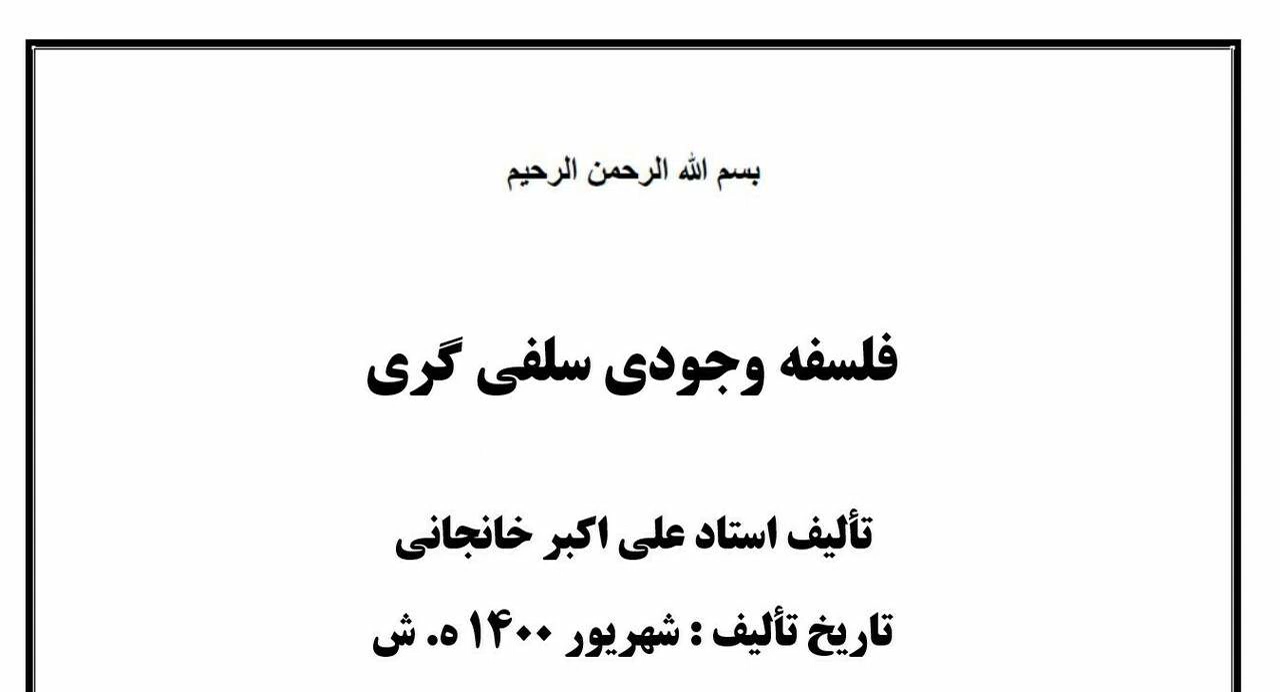 بسم الله الرحمن الرحیم
فلسفه وجودی سلفی گری
تألیف استاد علی اکبر خانجانی
تاریخ تألیف : شهریور ۱۴۰۰ ه. ش